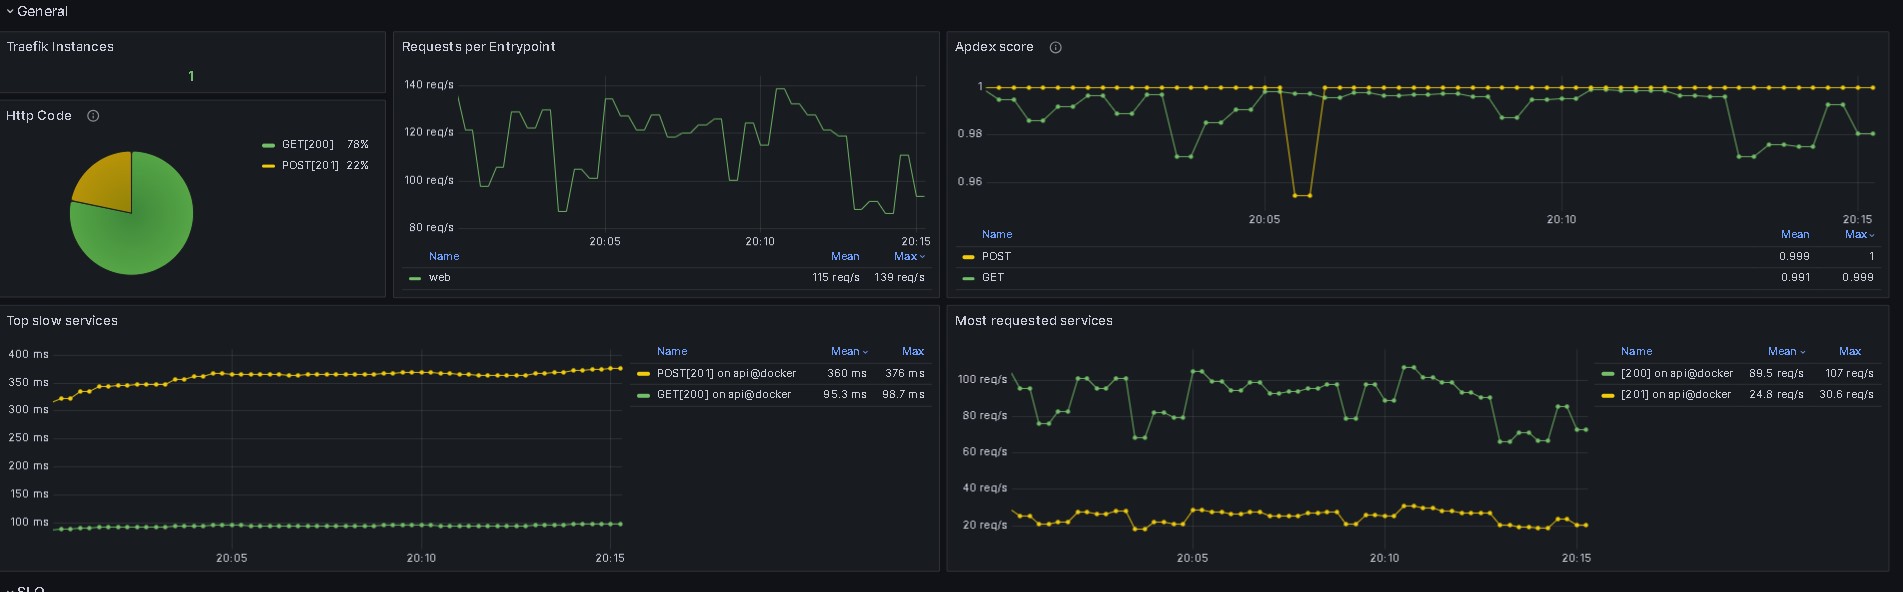 General
Traefik Instances
1
Http Code
GET[200] 78%
POST[201] 22%
Requests per Entrypoint
140 req/s
120 req/s
100 req/s
80 req/s
20:05 20:10 20:15
Name Mean Max
web 115 req/s 139 req/s
Apdex score
1
0.98
0.96
20:05 20:10 20:15
Name Mean Max
POST 0.999 1
GET 0.991 0.999
Top slow services
400 ms
350 ms
300 ms
250 ms
200 ms
150 ms
100 ms
20:05 20:10 20:15
Name Mean Max
POST[201] on api@docker 360 ms 376 ms
GET[200] on api@docker 95.3 ms 98.7 ms
Most requested services
100 req/s
80 req/s
60 req/s
40 req/s
20 req/s
20:05 20:10 20:15
Name Mean Max
[200] on api@docker 89.5 req/s 107 req/s
[201] on api@docker 24.8 req/s 30.6 req/s
SLO